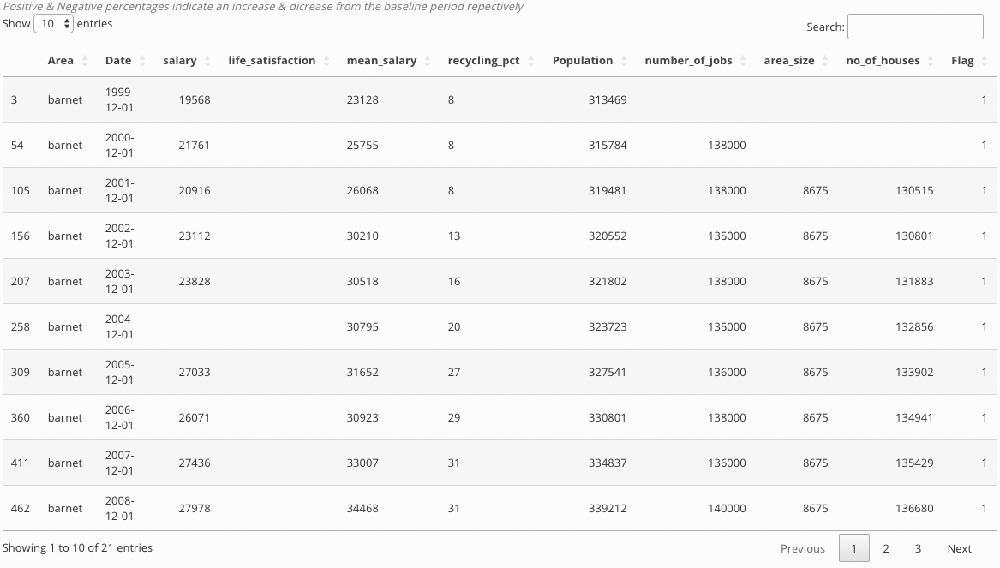 Positive & Negative percentages indicate an increase & dicrease from the baseline period repectively
Show 10 entries
Search:
Area Date salary life_satisfaction mean_salary recycling_pct Population number_of_jobs area_size no_of_houses Flag
3 barnet 1999-12-01 19568 23128 8 313469 1
54 barnet 2000-12-01 21761 25755 8 315784 138000 1
105 barnet 2001-12-01 20916 26068 8 319481 138000 8675 130515 1
156 barnet 2002-12-01 23112 30210 13 320552 135000 8675 130801 1
207 barnet 2003-12-01 23828 30518 16 321802 138000 8675 131883 1
258 barnet 2004-12-01 30795 20 323723 135000 8675 132856 1
309 barnet 2005-12-01 27033 31652 27 327541 136000 8675 133902 1
360 barnet 2006-12-01 26071 30923 29 330801 138000 8675 134941 1
411 barnet 2007-12-01 27436 33007 31 334837 136000 8675 135429 1
462 barnet 2008-12-01 27978 34468 31 339212 140000 8675 136680 1
Showing 1 to 10 of 21 entries
Previous 1 2 3 Next